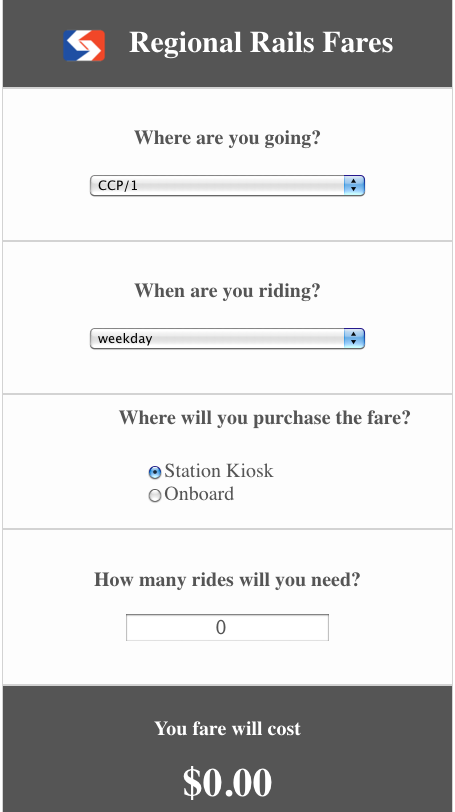 Regional Rails Fares
Where are you going?
CCP/1
When are you riding?
weekday
Where will you purchase the fare?
Station Kiosk
Onboard
How many rides will you need?
0
You fare will cost
$0.00